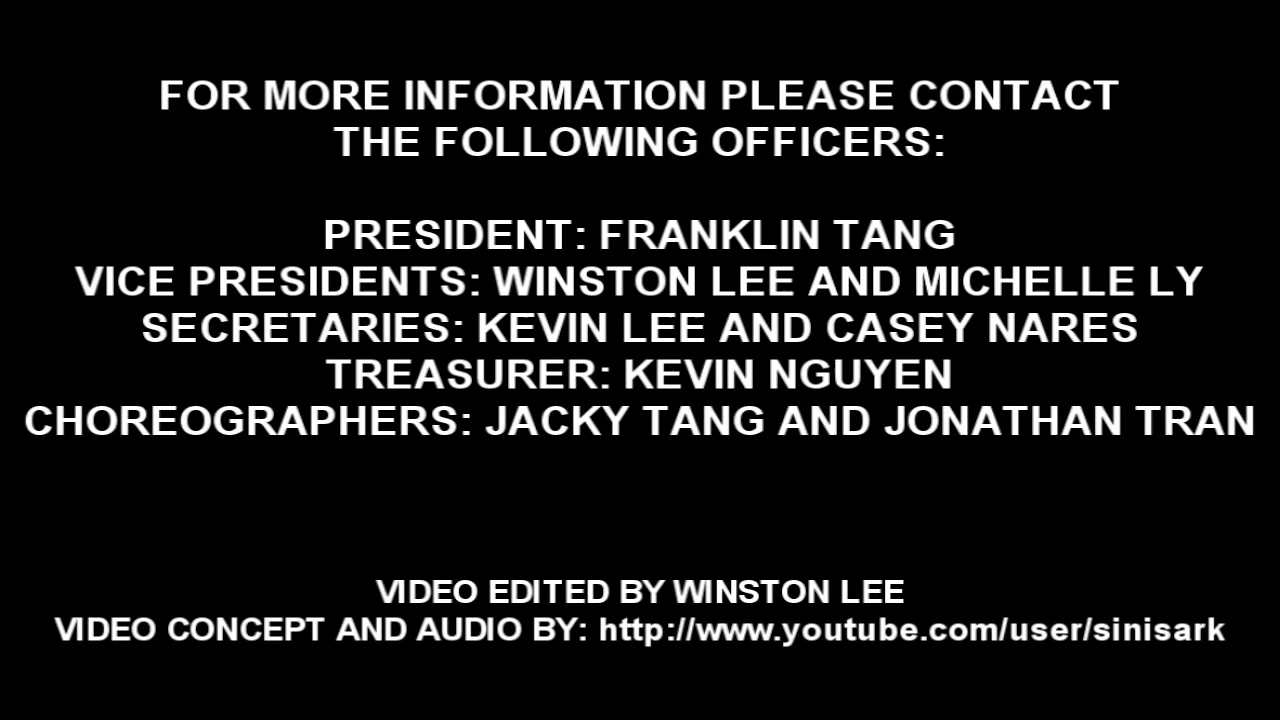 FOR MORE INFORMATION PLEASE CONTACT
THE FOLLOWING OFFICERS:
PRESIDENT: FRANKLIN TANG
VICE PRESIDENTS: WINSTON LEE AND MICHELLE LY
SECRETARIES: KEVIN LEE AND CASEY NARES
TREASURER: KEVIN NGUYEN
CHOREOGRAPHERS: JACKY TANG AND JONATHAN TRAN
VIDEO EDITED BY WINSTON LEE
VIDEO CONCEPT AND AUDIO BY: http://www.youtube.com/user/sinisark